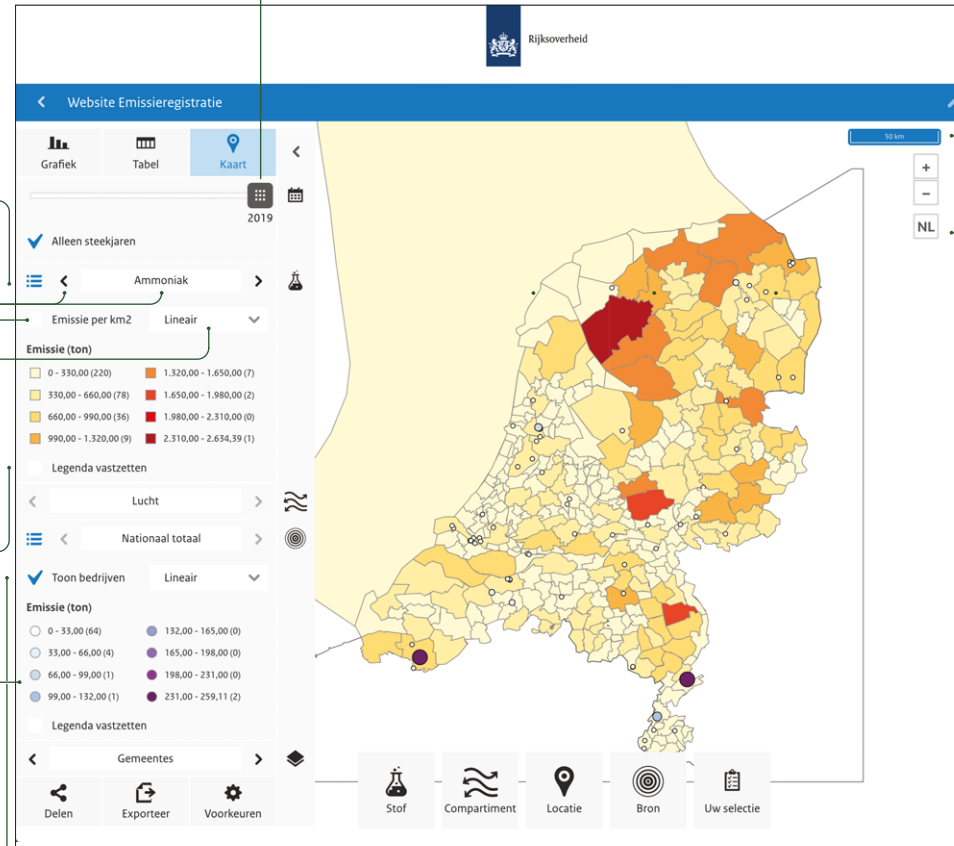 Rijksoverheid
Website Emissieregistratie
Grafiek Tabel Kaart
2019
Alleen steekjaren
Ammoniak
Emissie per km2 Lineair
Emissie (ton)
0 - 330,00 (220) 1.320,00 - 1.650,00 (7)
330,00 - 660,00 (78) 1.650,00 - 1.980,00 (2)
660,00 - 990,00 (36) 1.980,00 - 2.310,00 (0)
990,00 - 1.320,00 (9) 2.310,00 - 2.634,39 (1)
Legenda vastzetten
Lucht
Nationaal totaal
Toon bedrijven Lineair
Emissie (ton)
0 - 33,00 (64) 132,00 - 165,00 (0)
33,00 - 66,00 (4) 165,00 - 198,00 (0)
66,00 - 99,00 (1) 198,00 - 231,00 (0)
99,00 - 132,00 (1) 231,00 - 259,11 (2)
Legenda vastzetten
Gemeentes
Delen Exporteer Voorkeuren
50 km
+
−
NL
Stof Compartiment Locatie Bron Uw selectie